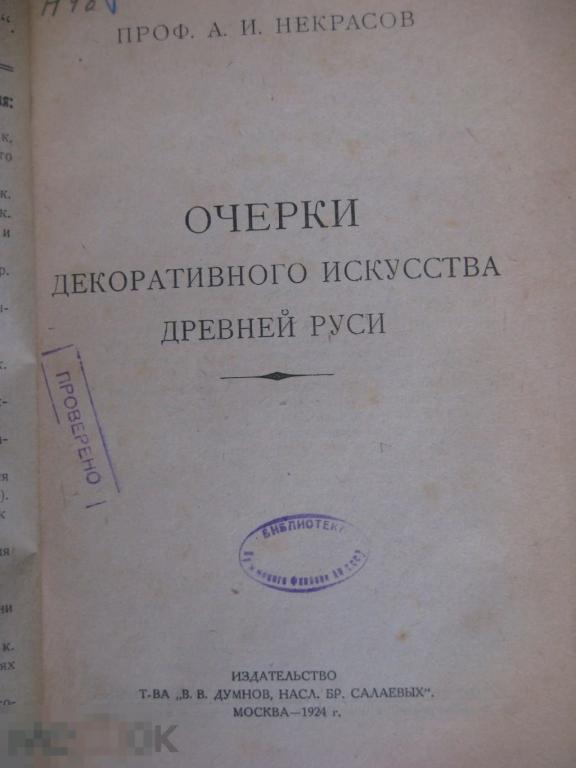 ПРОФ. А. И. НЕКРАСОВ
ОЧЕРКИ
ДЕКОРАТИВНОГО ИСКУССТВА
ДРЕВНЕЙ РУСИ
ПРОВЕРЕНО
БИБЛИОТЕКА
ИЗДАТЕЛЬСТВО
Т-ВА „В. В. ДУМНОВ, НАСЛ. БР. САЛАЕВЫХ".
МОСКВА—1924 г.